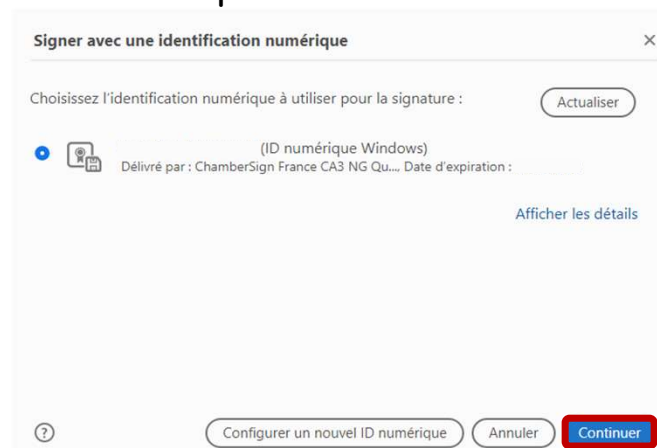 Signer avec une identification numérique
Choisissez l'identification numérique à utiliser pour la signature :
Actualiser
(ID numérique Windows)
Délivré par : ChamberSign France CA3 NG Qu..., Date d'expiration :
Afficher les détails
Configurer un nouvel ID numérique
Annuler
Continuer